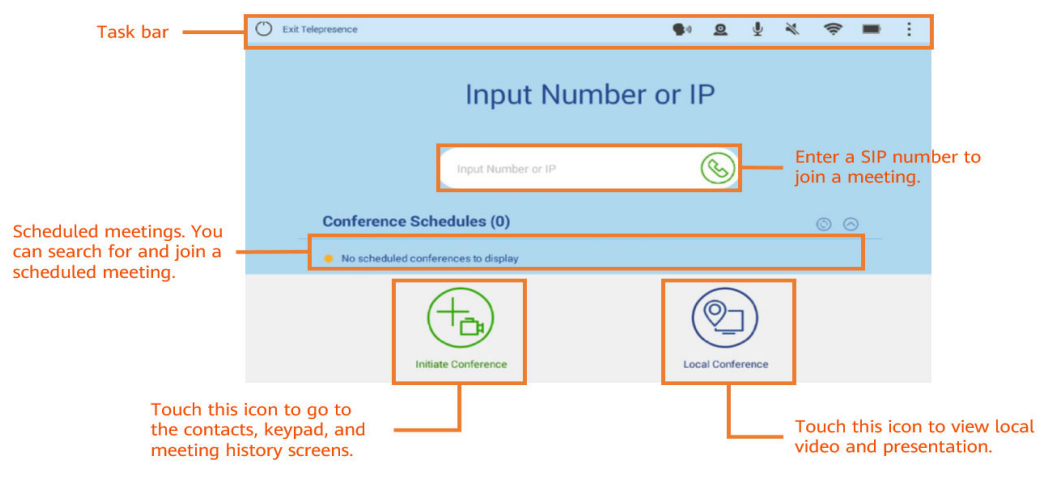 Task bar
Exit Telepresence
Input Number or IP
Input Number or IP
Enter a SIP number to
join a meeting.
Conference Schedules (0)
Scheduled meetings. You
can search for and join a
scheduled meeting.
No scheduled conferences to display
Initiate Conference
Local Conference
Touch this icon to go to
the contacts, keypad, and
meeting history screens.
Touch this icon to view local
video and presentation.